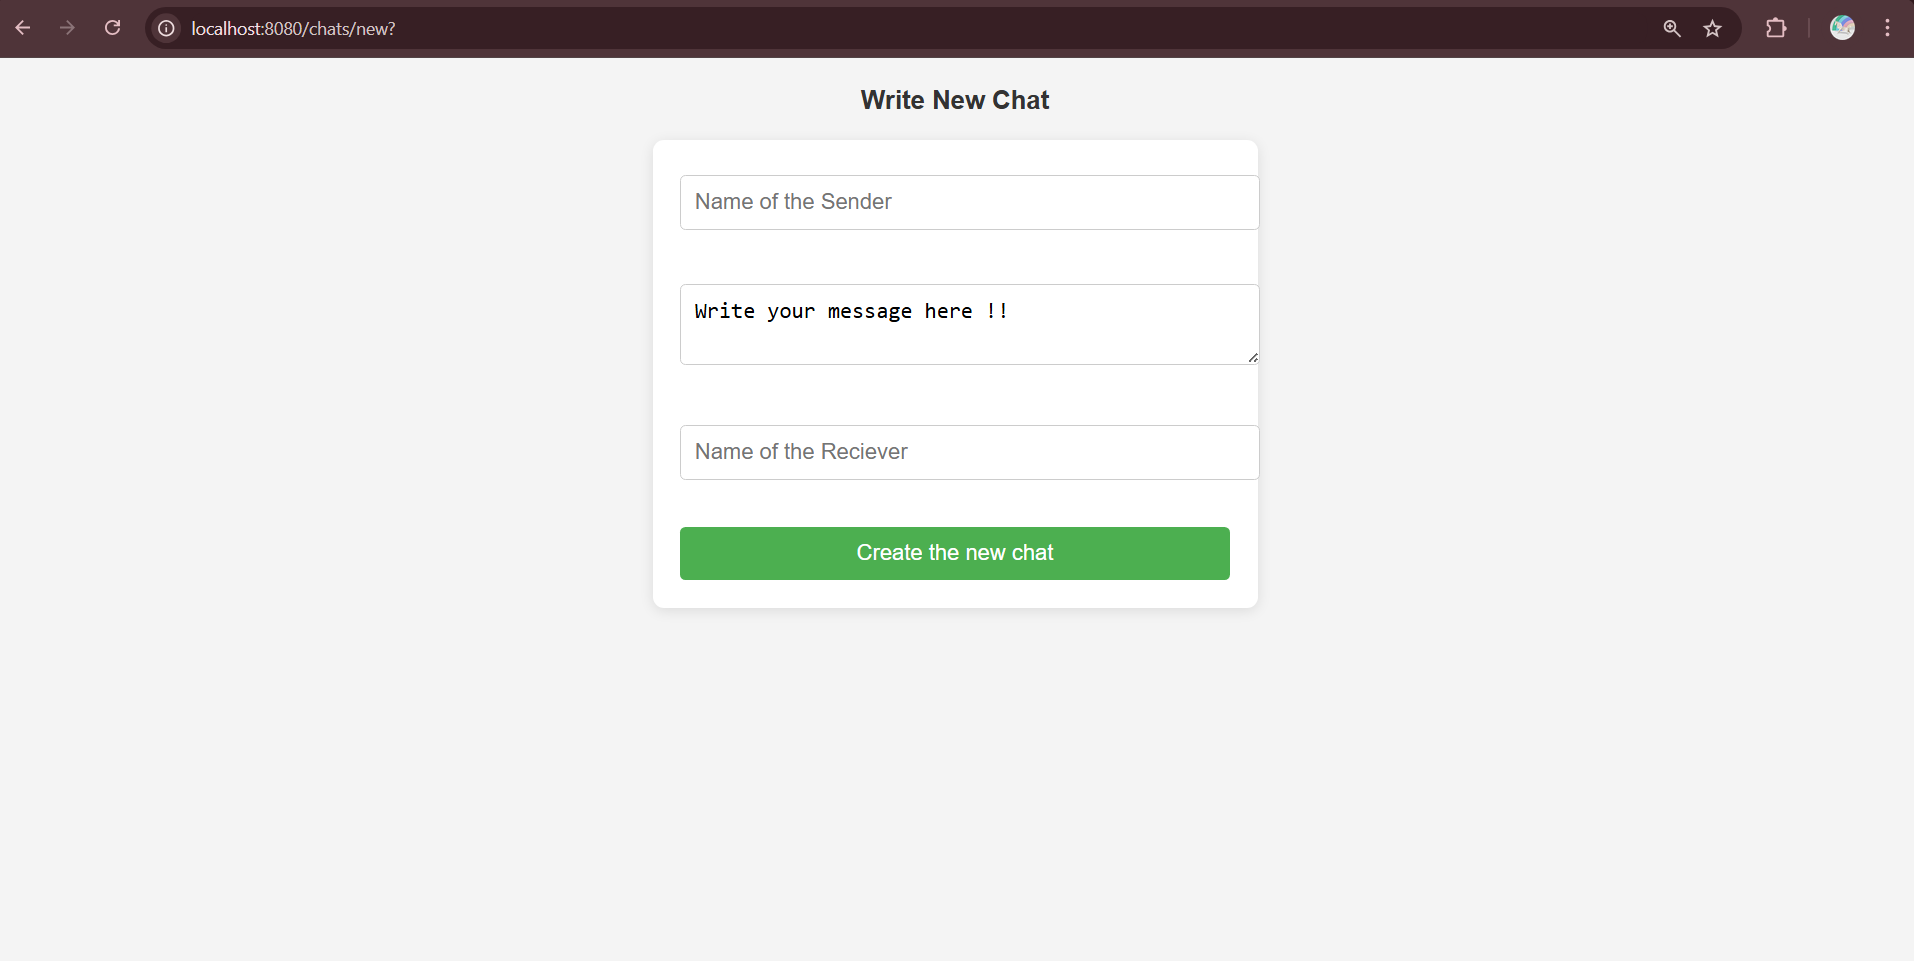 localhost:8080/chats/new?
Write New Chat
Name of the Sender
Write your message here !!
Name of the Reciever
Create the new chat